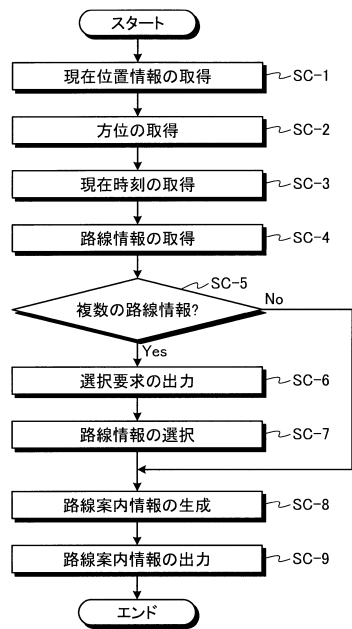 スタート
現在位置情報の取得 SC-1
方位の取得 SC-2
現在時刻の取得 SC-3
路線情報の取得 SC-4
SC-5
複数の路線情報? No
Yes
選択要求の出力 SC-6
路線情報の選択 SC-7
路線案内情報の生成 SC-8
路線案内情報の出力 SC-9
エンド